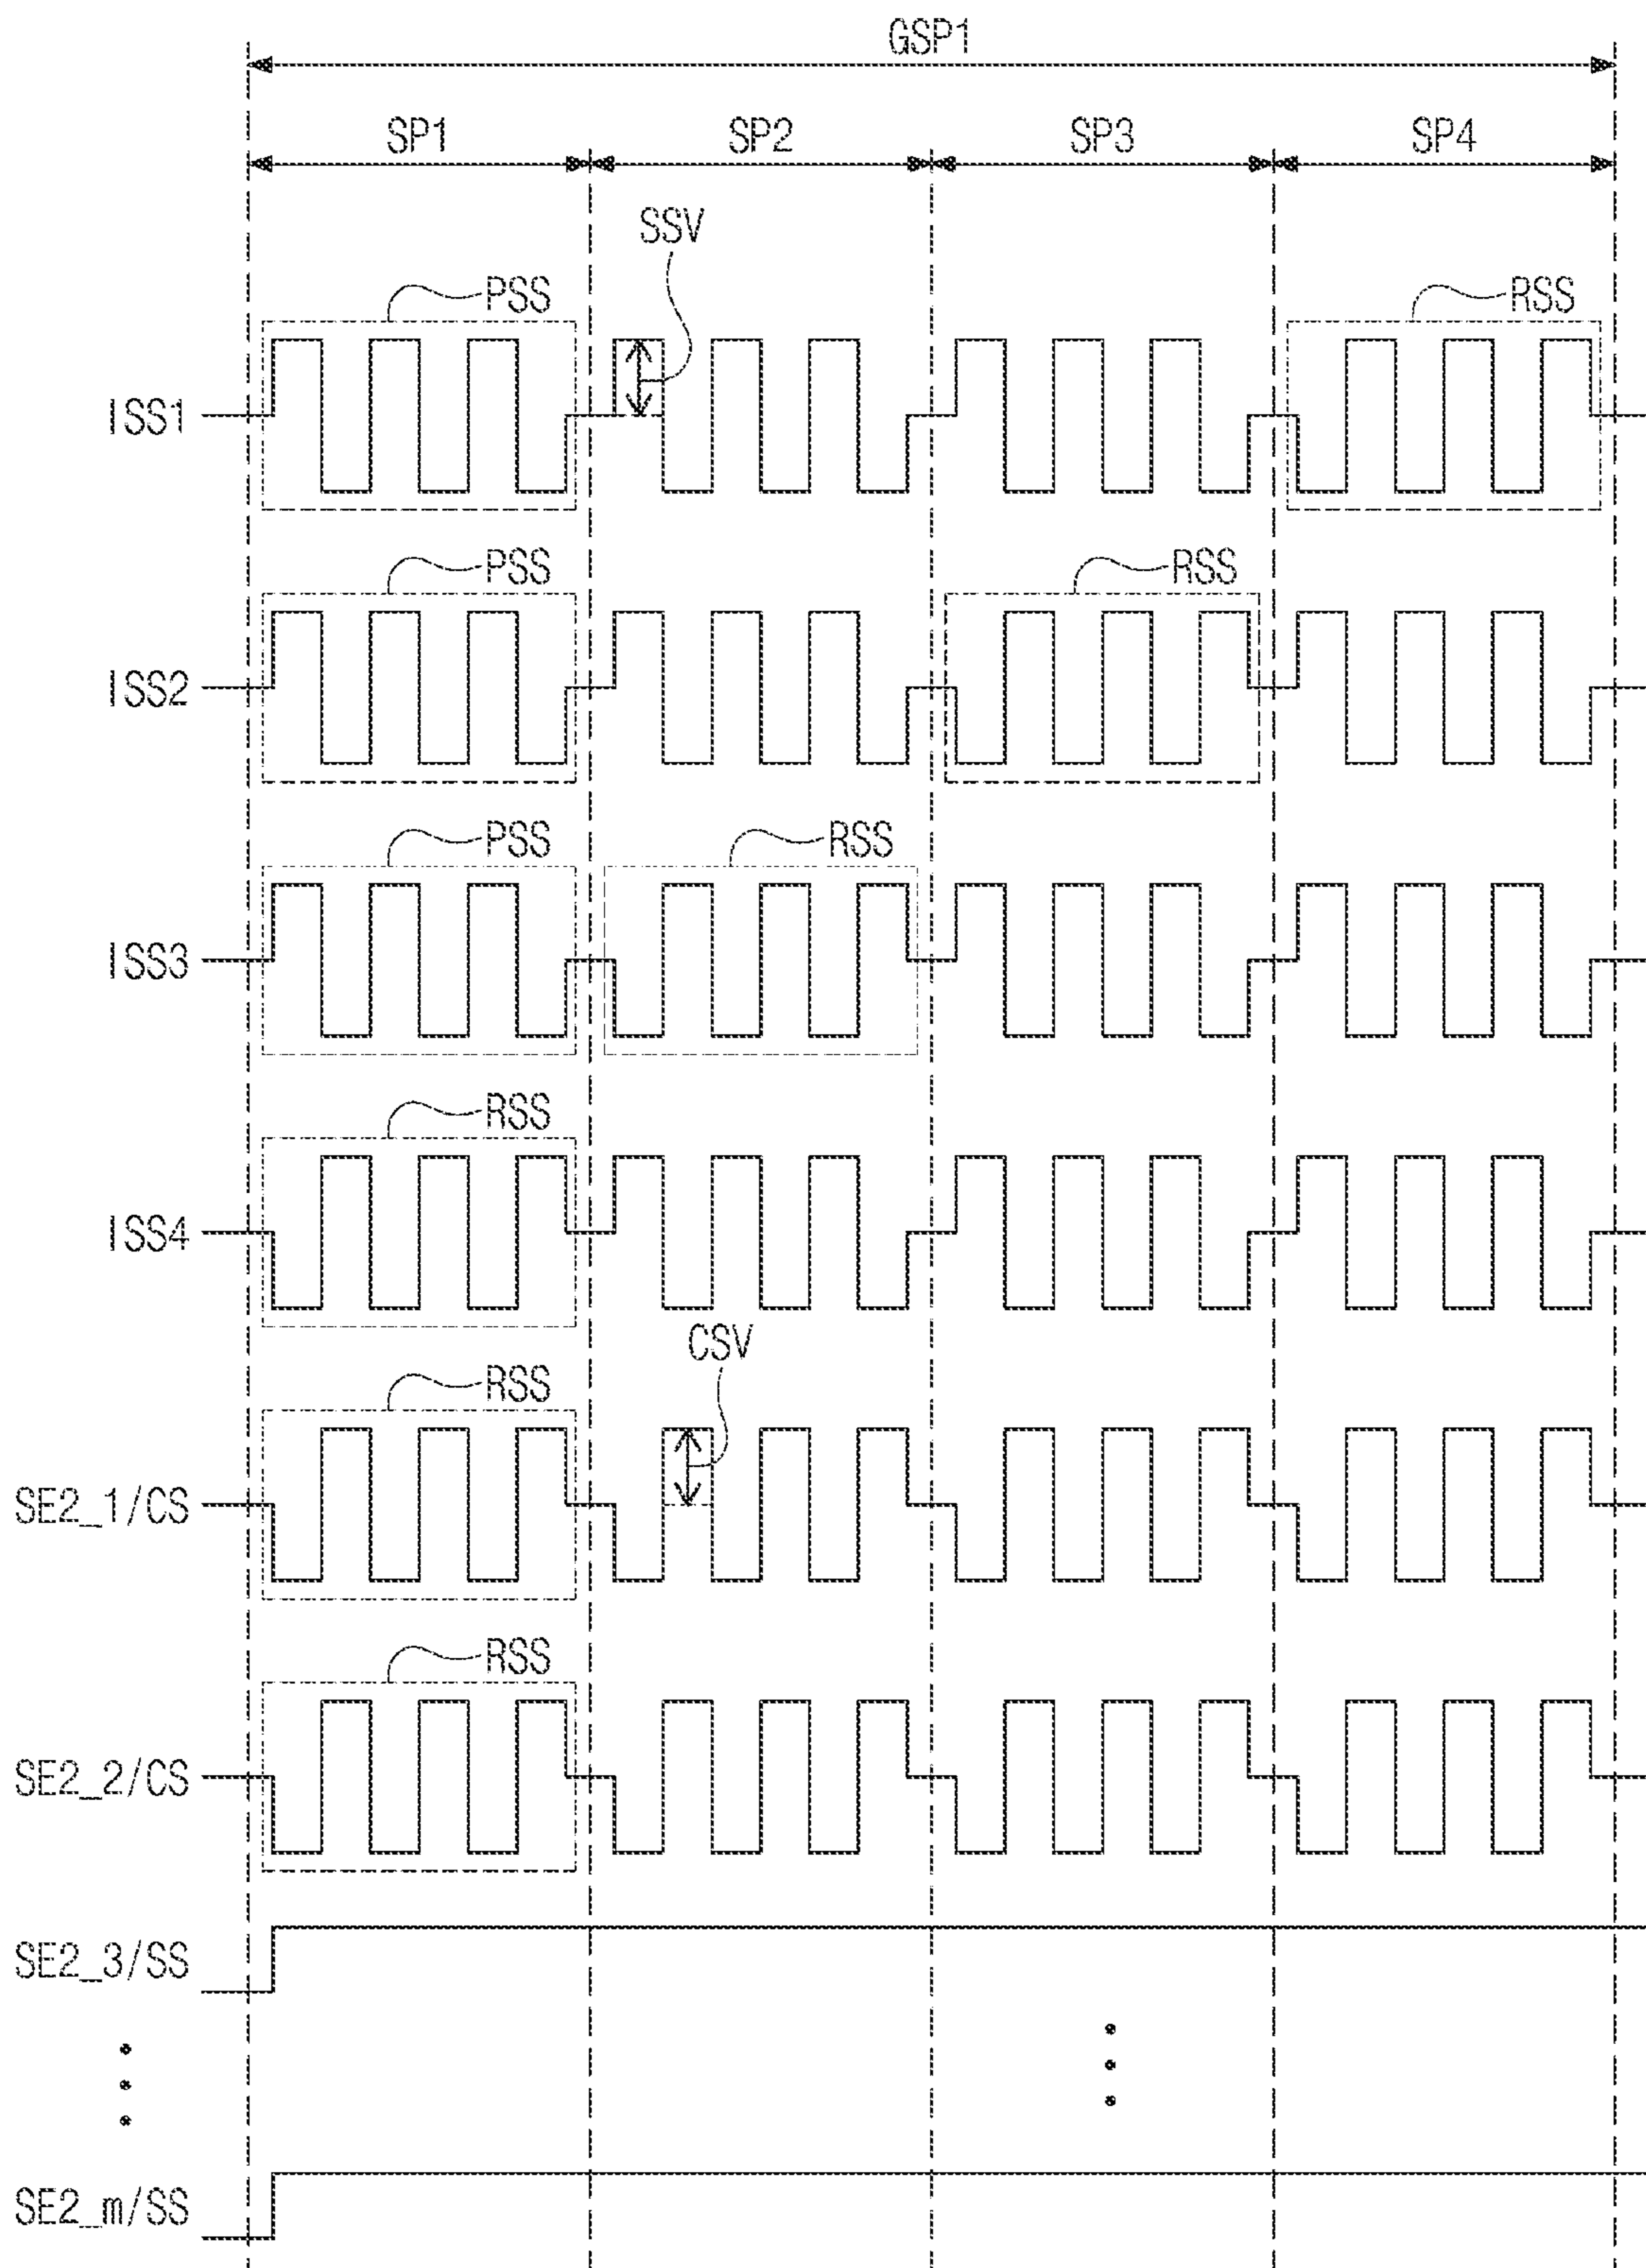 GSP1
SP1 SP2 SP3 SP4
SSV
PSS RSS
ISS1
PSS RSS
ISS2
PSS RSS
ISS3
RSS
ISS4
CSV
RSS
SE2_1/CS
RSS
SE2_2/CS
SE2_3/SS
SE2_m/SS